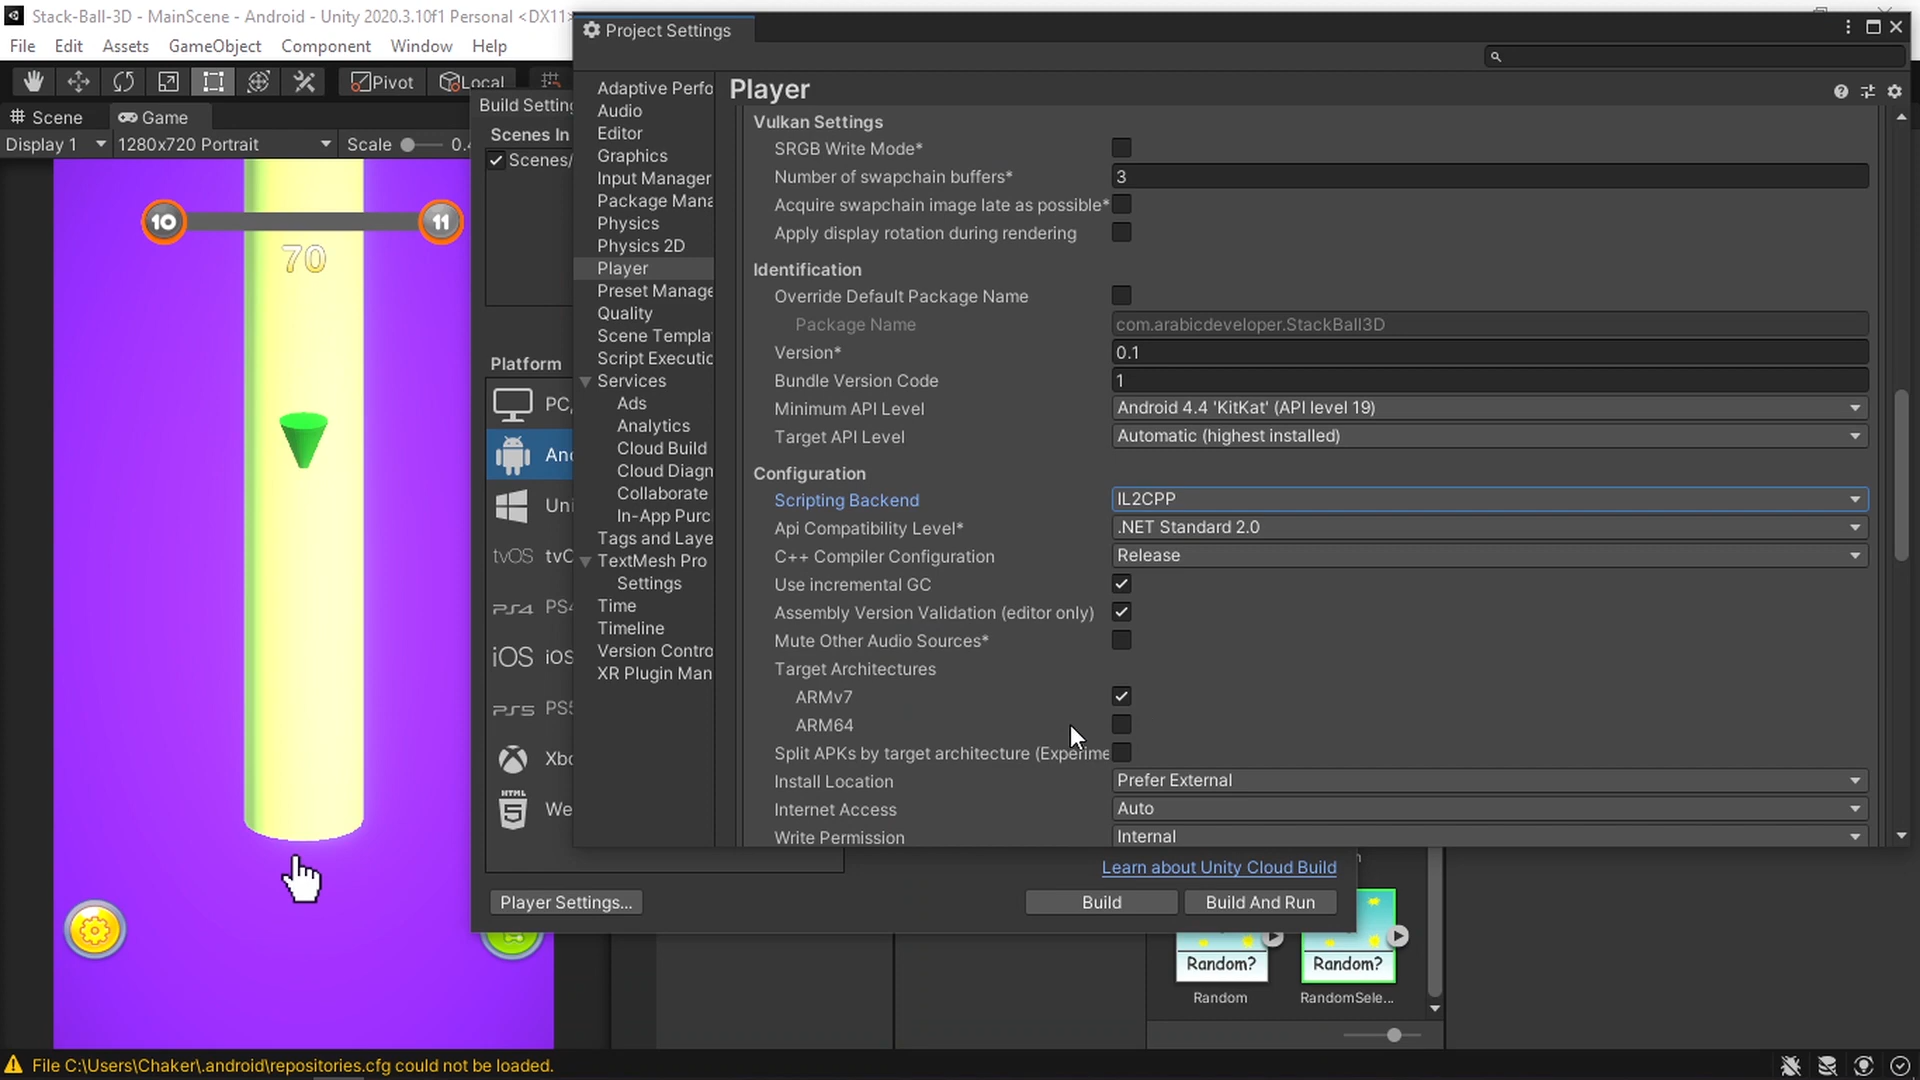 Stack-Ball-3D - MainScene - Android - Unity 2020.3.10f1 Personal <DX11>
File Edit Assets GameObject Component Window Help
Pivot Local
Scene Game
Display 1 1280x720 Portrait Scale 0.4
10 11
70
Build Setting
Scenes In
Scenes/
Platform
PC,
And
Uni
tvOS tvO
PS4 PS4
iOS iOS
PS5 PS5
Xbo
HTML
5 We
Player Settings...
Learn about Unity Cloud Build
Build Build And Run
Project Settings
Adaptive Perfo
Audio
Editor
Graphics
Input Manager
Package Mana
Physics
Physics 2D
Player
Preset Manage
Quality
Scene Templat
Script Executio
Services
Ads
Analytics
Cloud Build
Cloud Diagn
Collaborate
In-App Purc
Tags and Laye
TextMesh Pro
Settings
Time
Timeline
Version Contro
XR Plugin Man
Player
Vulkan Settings
SRGB Write Mode*
Number of swapchain buffers* 3
Acquire swapchain image late as possible*
Apply display rotation during rendering
Identification
Override Default Package Name
Package Name com.arabicdeveloper.StackBall3D
Version* 0.1
Bundle Version Code 1
Minimum API Level Android 4.4 'KitKat' (API level 19)
Target API Level Automatic (highest installed)
Configuration
Scripting Backend IL2CPP
Api Compatibility Level* .NET Standard 2.0
C++ Compiler Configuration Release
Use incremental GC
Assembly Version Validation (editor only)
Mute Other Audio Sources*
Target Architectures
ARMv7
ARM64
Split APKs by target architecture (Experime
Install Location Prefer External
Internet Access Auto
Write Permission Internal
Random? Random?
Random RandomSele...
File C:\Users\Chaker\.android\repositories.cfg could not be loaded.